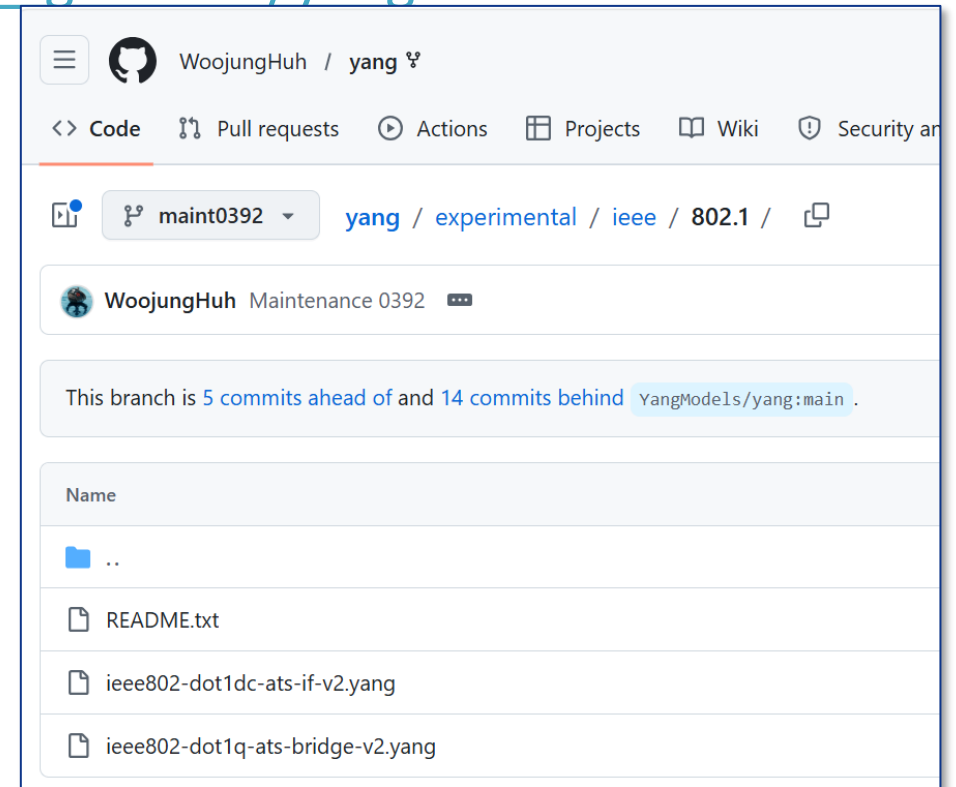 WoojungHuh / yang
Code Pull requests Actions Projects Wiki Security
maint0392 yang / experimental / ieee / 802.1 /
WoojungHuh Maintenance 0392
This branch is 5 commits ahead of and 14 commits behind YangModels/yang:main .
Name
..
README.txt
ieee802-dot1dc-ats-if-v2.yang
ieee802-dot1q-ats-bridge-v2.yang